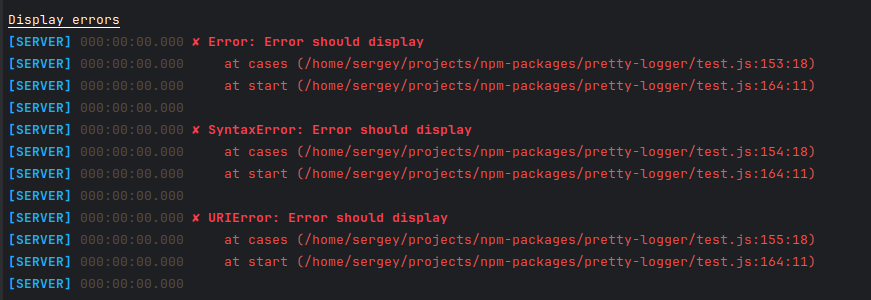 Display errors
[SERVER] 000:00:00.000 ✘ Error: Error should display
[SERVER] 000:00:00.000     at cases (/home/sergey/projects/npm-packages/pretty-logger/test.js:153:18)
[SERVER] 000:00:00.000     at start (/home/sergey/projects/npm-packages/pretty-logger/test.js:164:11)
[SERVER] 000:00:00.000
[SERVER] 000:00:00.000 ✘ SyntaxError: Error should display
[SERVER] 000:00:00.000     at cases (/home/sergey/projects/npm-packages/pretty-logger/test.js:154:18)
[SERVER] 000:00:00.000     at start (/home/sergey/projects/npm-packages/pretty-logger/test.js:164:11)
[SERVER] 000:00:00.000
[SERVER] 000:00:00.000 ✘ URIError: Error should display
[SERVER] 000:00:00.000     at cases (/home/sergey/projects/npm-packages/pretty-logger/test.js:155:18)
[SERVER] 000:00:00.000     at start (/home/sergey/projects/npm-packages/pretty-logger/test.js:164:11)
[SERVER] 000:00:00.000